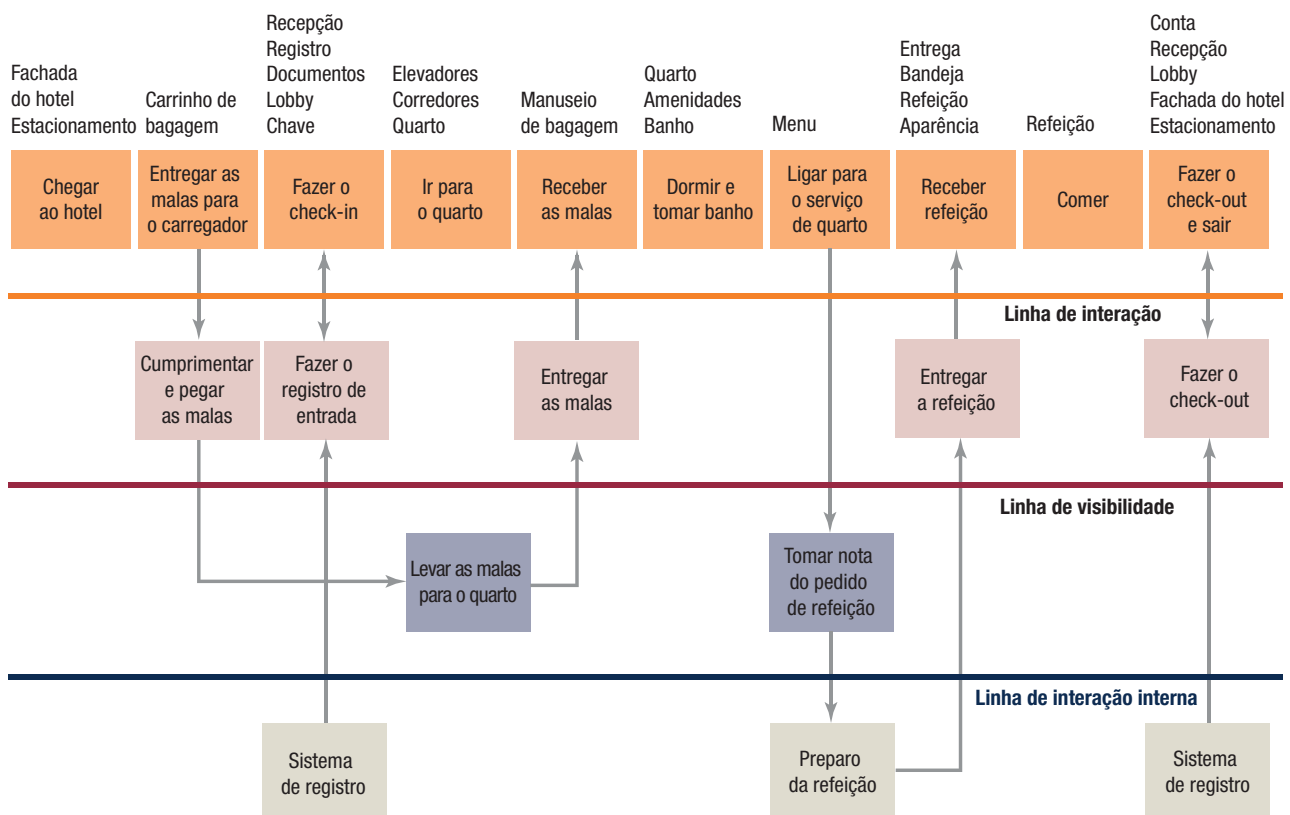 Fachada
do hotel
Estacionamento
Carrinho de
bagagem
Recepção
Registro
Documentos
Lobby
Chave
Elevadores
Corredores
Quarto
Manuseio
de bagagem
Quarto
Amenidades
Banho
Menu
Entrega
Bandeja
Refeição
Aparência
Refeição
Conta
Recepção
Lobby
Fachada do hotel
Estacionamento
Chegar
ao hotel
Entregar as
malas para
o carregador
Fazer o
check-in
Ir para
o quarto
Receber
as malas
Dormir e
tomar banho
Ligar para
o serviço
de quarto
Receber
refeição
Comer
Fazer o
check-out
e sair
Linha de interação
Cumprimentar
e pegar
as malas
Fazer o
registro de
entrada
Entregar
as malas
Entregar
a refeição
Fazer o
check-out
Linha de visibilidade
Levar as malas
para o quarto
Tomar nota
do pedido
de refeição
Linha de interação interna
Sistema
de registro
Preparo
da refeição
Sistema
de registro